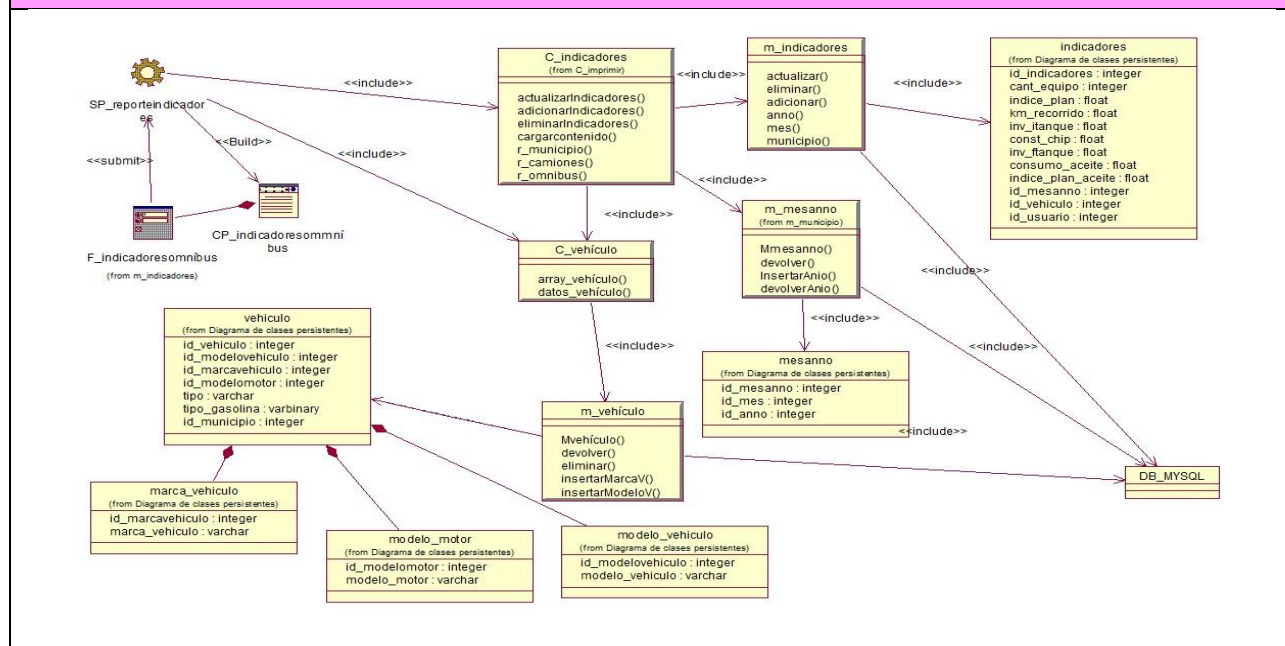 C_indicadores
(from C_imprimir)
actualizarIndicadores()
adicionarIndicadores()
eliminarIndicadores()
cargarcontenido()
r_municipio()
r_camiones()
r_omnibus()
m_indicadores
actualizar()
eliminar()
adicionar()
anno()
mes()
municipio()
indicadores
(from Diagrama de clases persistentes)
id_indicadores : integer
cant_equipo : integer
indice_plan : float
km_recorrido : float
inv_itanque : float
const_chip : float
inv_ftanque : float
consumo_aceite : float
indice_plan_aceite : float
id_mesanno : integer
id_vehiculo : integer
id_usuario : integer
<<include>>
<<include>>
<<include>>
SP_reporteindicador
es
<<submit>>
<<Build>>
<<include>>
<<include>>
<<include>>
F_indicadoresomníbus
(from m_indicadores)
CP_indicadoresommní
bus
C_vehículo
array_vehículo()
datos_vehículo()
m_mesanno
(from m_municipio)
Mmesanno()
devolver()
InsertarAnio()
devolverAnio()
<<include>>
<<include>>
<<include>>
<<include>>
vehiculo
(from Diagrama de clases persistentes)
id_vehiculo : integer
id_modelovehiculo : integer
id_marcavehiculo : integer
id_modelomotor : integer
tipo : varchar
tipo_gasolina : varbinary
id_municipio : integer
mesanno
(from Diagrama de clases persistentes)
id_mesanno : integer
id_mes : integer
id_anno : integer
<<include>>
m_vehículo
Mvehículo()
devolver()
eliminar()
insertarMarcaV()
insertarModeloV()
DB_MYSQL
marca_vehiculo
(from Diagrama de clases persistentes)
id_marcavehiculo : integer
marca_vehiculo : varchar
modelo_motor
(from Diagrama de clases persistentes)
id_modelomotor : integer
modelo_motor : varchar
modelo_vehiculo
(from Diagrama de clases persistentes)
id_modelovehiculo : integer
modelo_vehiculo : varchar